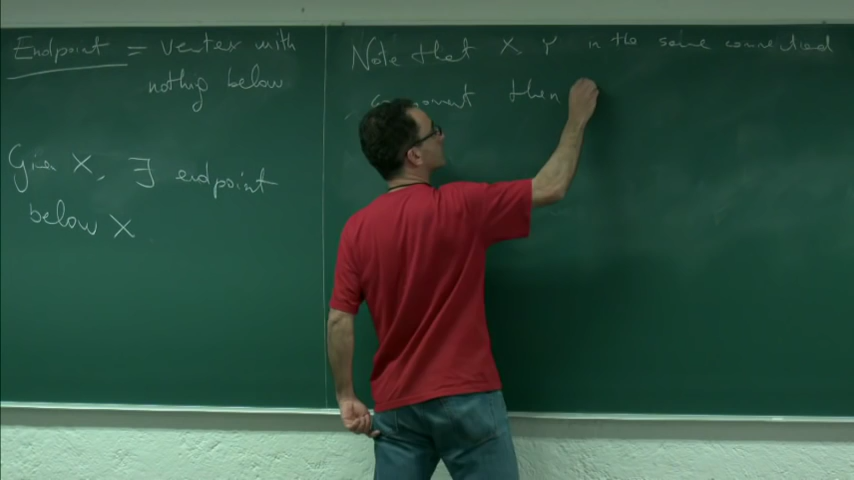 Endpoint = vertex with
nothing below
Given X, ∃ endpoint
below X
Note that X, Y in the same connected
component then